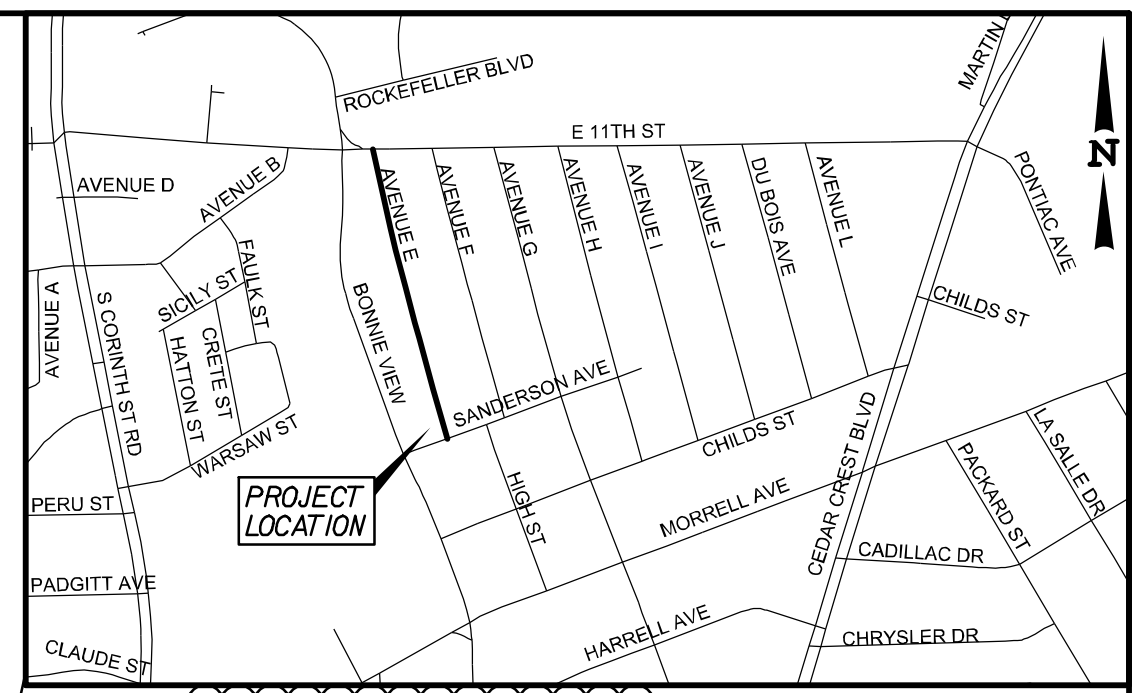 MARTIN
ROCKEFELLER BLVD
E 11TH ST
N
AVENUE D
AVENUE B
AVENUE E
AVENUE F
AVENUE G
AVENUE H
AVENUE I
AVENUE J
DU BOIS AVE
AVENUE L
PONTIAC AVE
AVENUE A
S CORINTH ST RD
SICILY ST
FAULK ST
HATTON ST
CRETE ST
WARSAW ST
BONNIE VIEW
CHILDS ST
SANDERSON AVE
CHILDS ST
CEDAR CREST BLVD
PROJECT
LOCATION
HIGH ST
MORRELL AVE
PACKARD ST
LA SALLE DR
PERU ST
CADILLAC DR
PADGITT AVE
HARRELL AVE
CHRYSLER DR
CLAUDE ST